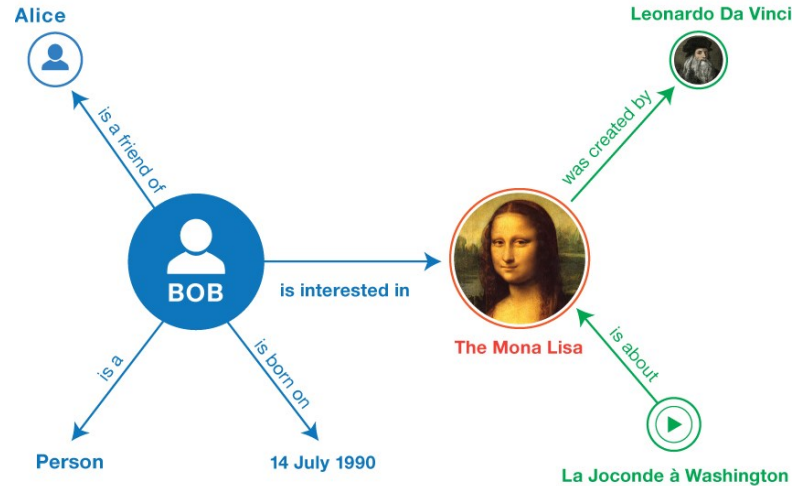 Alice
Leonardo Da Vinci
is a friend of
was created by
BOB
is interested in
The Mona Lisa
is a
is born on
is about
Person
14 July 1990
La Joconde à Washington